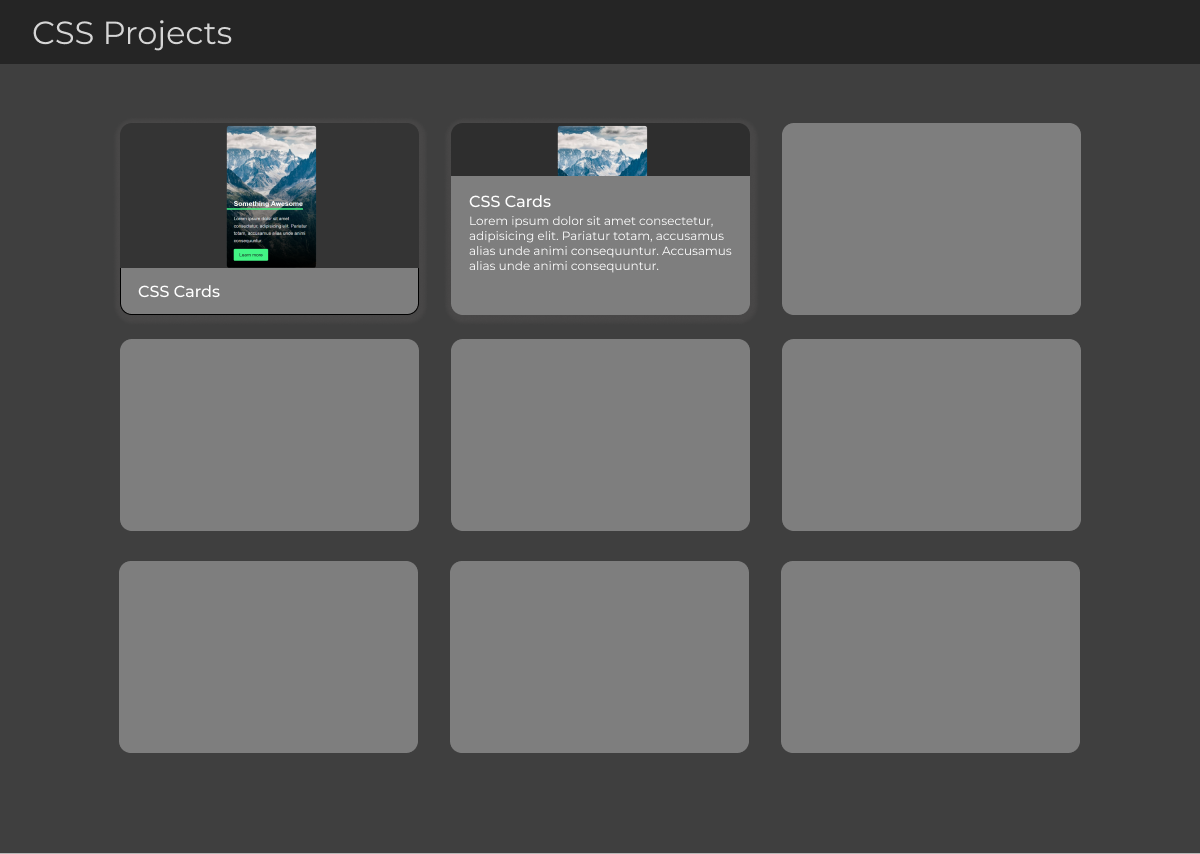 CSS Projects
Something Awesome
Lorem ipsum dolor sit amet
consectetur, adipisicing elit. Pariatur
totam, accusamus alias unde animi
consequuntur.
Learn more
CSS Cards
CSS Cards
Lorem ipsum dolor sit amet consectetur,
adipisicing elit. Pariatur totam, accusamus
alias unde animi consequuntur. Accusamus
alias unde animi consequuntur.